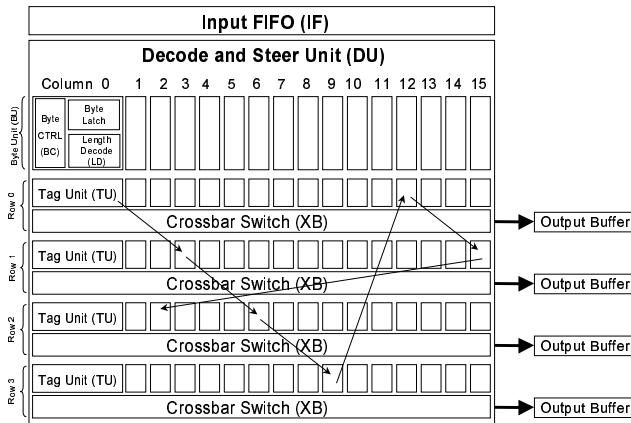 Input FIFO (IF)
Decode and Steer Unit (DU)
Column 0 1 2 3 4 5 6 7 8 9 10 11 12 13 14 15
Byte Unit (BU)
Byte
CTRL
(BC)
Byte
Latch
Length
Decode
(LD)
Row 0
Tag Unit (TU)
Crossbar Switch (XB)
Output Buffer
Row 1
Tag Unit (TU)
Crossbar Switch (XB)
Output Buffer
Row 2
Tag Unit (TU)
Crossbar Switch (XB)
Output Buffer
Row 3
Tag Unit (TU)
Crossbar Switch (XB)
Output Buffer